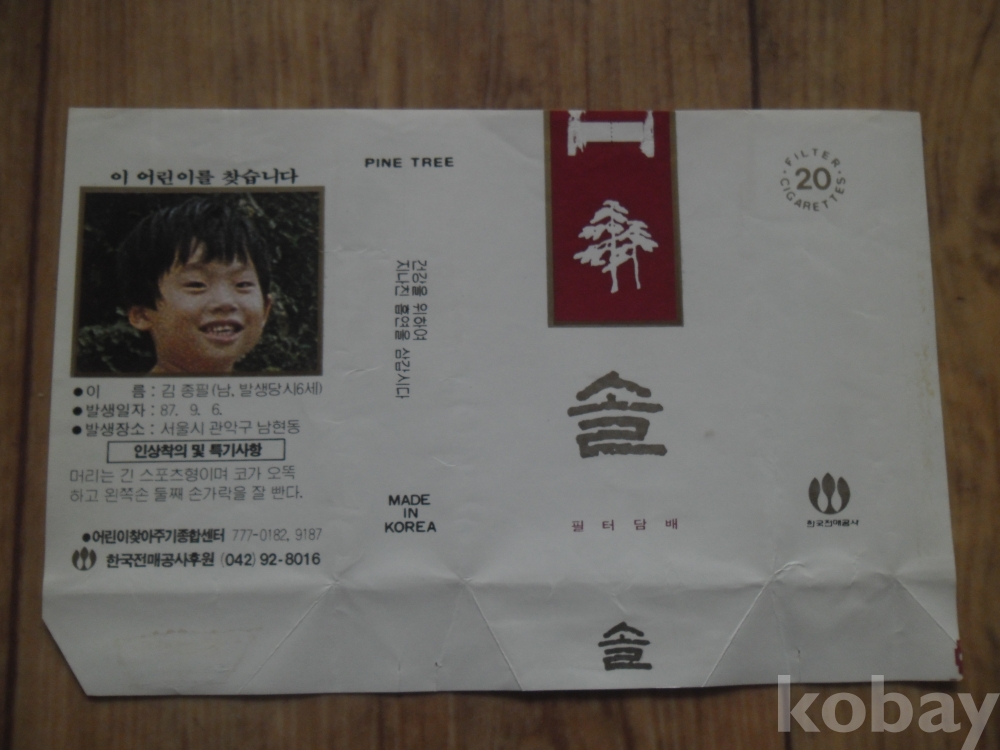 이 어린이를 찾습니다
●이 름 : 김 종필(남, 발생당시6세)
●발생일자 : 87. 9. 6.
●발생장소 : 서울시 관악구 남현동
인상착의 및 특기사항
머리는 긴 스포츠형이며 코가 오똑
하고 왼쪽손 둘째 손가락을 잘 빤다.
●어린이찾아주기종합센터 777-0182, 9187
한국전매공사후원 (042) 92-8016
PINE TREE
건강을 위하여
지나친 흡연을 삼갑시다
MADE
IN
KOREA
솔
필터담배
솔
·FILTER·
20
CIGARETTES
한국전매공사
kobay